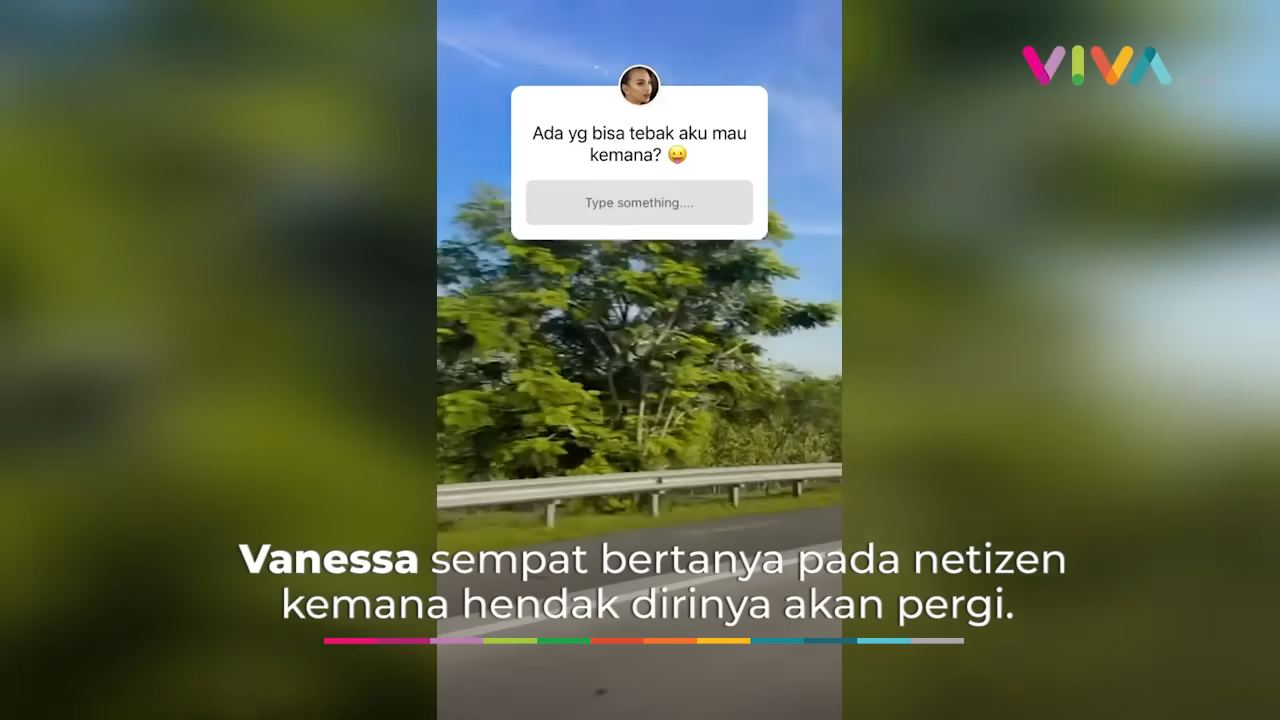 VIVA
Ada yg bisa tebak aku mau
kemana? 😛
Type something....
Vanessa sempat bertanya pada netizen
kemana hendak dirinya akan pergi.